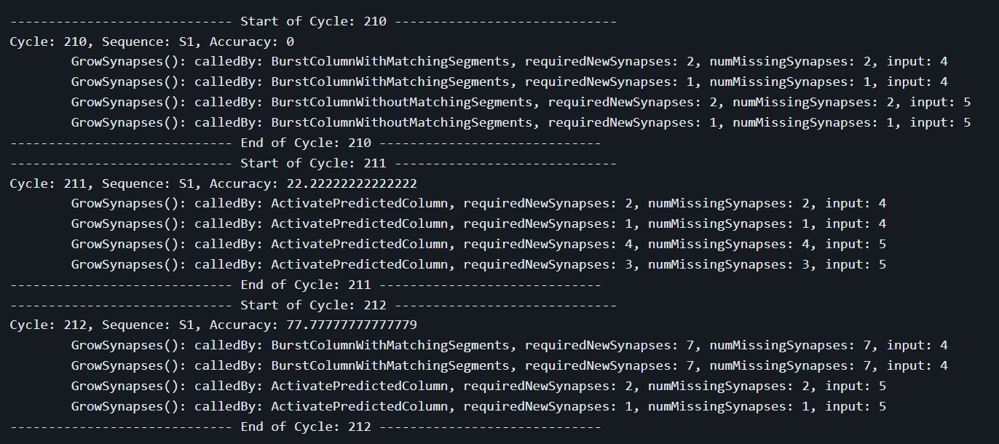 ----------------------------- Start of Cycle: 210 -----------------------------
Cycle: 210, Sequence: S1, Accuracy: 0
        GrowSynapses(): calledBy: BurstColumnWithMatchingSegments, requiredNewSynapses: 2, numMissingSynapses: 2, input: 4
        GrowSynapses(): calledBy: BurstColumnWithMatchingSegments, requiredNewSynapses: 1, numMissingSynapses: 1, input: 4
        GrowSynapses(): calledBy: BurstColumnWithoutMatchingSegments, requiredNewSynapses: 2, numMissingSynapses: 2, input: 5
        GrowSynapses(): calledBy: BurstColumnWithoutMatchingSegments, requiredNewSynapses: 1, numMissingSynapses: 1, input: 5
----------------------------- End of Cycle: 210 -----------------------------
----------------------------- Start of Cycle: 211 -----------------------------
Cycle: 211, Sequence: S1, Accuracy: 22.22222222222222
        GrowSynapses(): calledBy: ActivatePredictedColumn, requiredNewSynapses: 2, numMissingSynapses: 2, input: 4
        GrowSynapses(): calledBy: ActivatePredictedColumn, requiredNewSynapses: 1, numMissingSynapses: 1, input: 4
        GrowSynapses(): calledBy: ActivatePredictedColumn, requiredNewSynapses: 4, numMissingSynapses: 4, input: 5
        GrowSynapses(): calledBy: ActivatePredictedColumn, requiredNewSynapses: 3, numMissingSynapses: 3, input: 5
----------------------------- End of Cycle: 211 -----------------------------
----------------------------- Start of Cycle: 212 -----------------------------
Cycle: 212, Sequence: S1, Accuracy: 77.77777777777779
        GrowSynapses(): calledBy: BurstColumnWithMatchingSegments, requiredNewSynapses: 7, numMissingSynapses: 7, input: 4
        GrowSynapses(): calledBy: BurstColumnWithMatchingSegments, requiredNewSynapses: 7, numMissingSynapses: 7, input: 4
        GrowSynapses(): calledBy: ActivatePredictedColumn, requiredNewSynapses: 2, numMissingSynapses: 2, input: 5
        GrowSynapses(): calledBy: ActivatePredictedColumn, requiredNewSynapses: 1, numMissingSynapses: 1, input: 5
----------------------------- End of Cycle: 212 -----------------------------